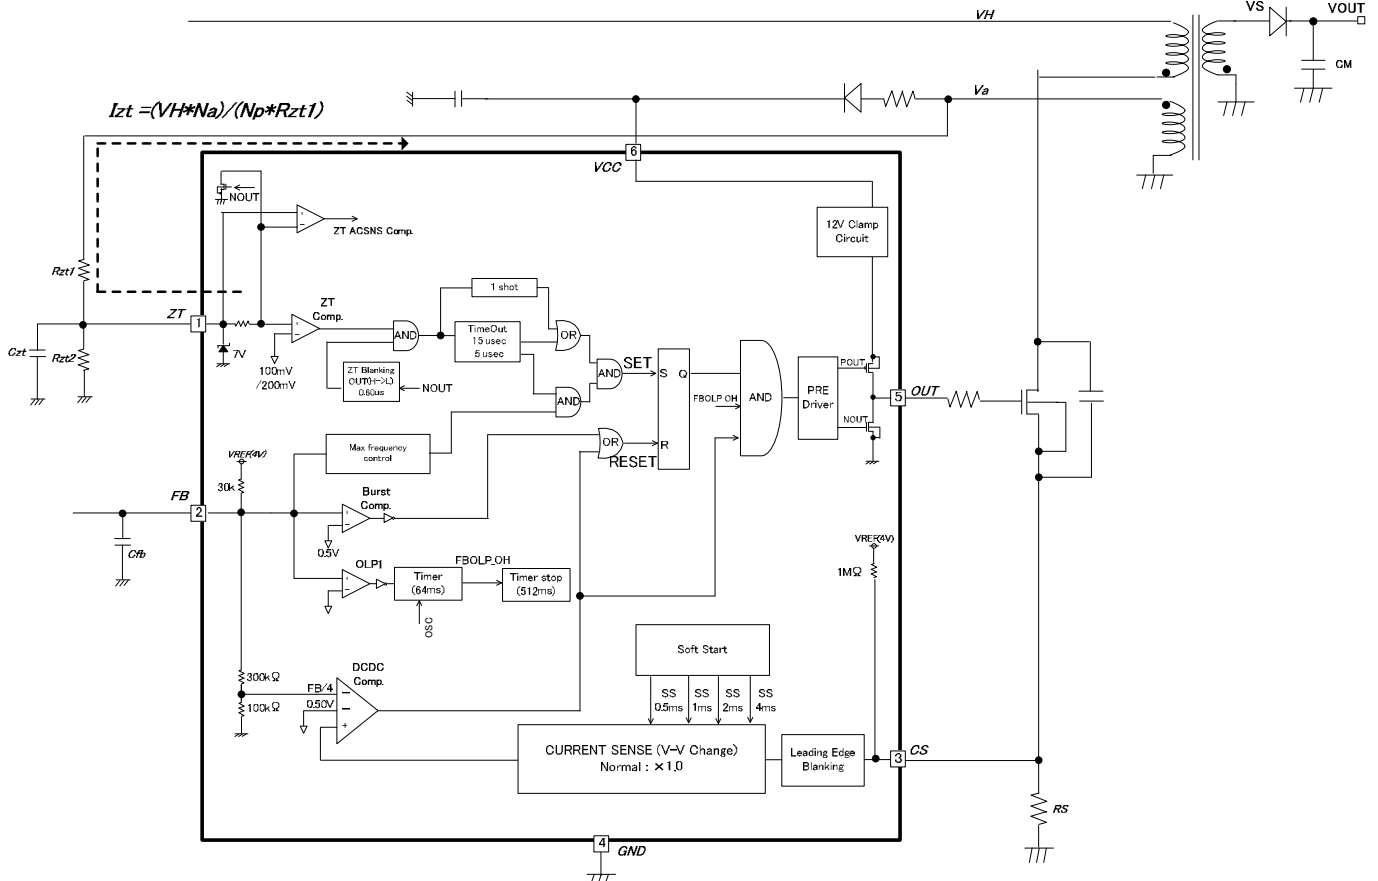 VH
VS
VOUT
CM
Va
Izt =(VH*Na)/(Np*Rzt1)
6
VCC
NOUT
ZT ACSNS Comp.
12V Clamp
Circuit
Rzt1
ZT
1
Czt
Rzt2
7V
ZT
Comp.
100mV
/200mV
AND
1 shot
TimeOut
15 usec
5 usec
OR
ZT Blanking
OUT(H->L)
0.60us
NOUT
AND
AND
SET
S
Q
R
FBOLP_OH
AND
PRE
Driver
POUT
NOUT
5
OUT
Max frequency
control
OR
RESET
VREF(4V)
30k
FB
2
Cfb
Burst
Comp.
0.5V
OLP1
Timer
(64ms)
FBOLP_OH
Timer stop
(512ms)
OSC
VREF(4V)
1MΩ
Soft Start
SS
0.5ms
SS
1ms
SS
2ms
SS
4ms
300kΩ
100kΩ
DCDC
Comp.
FB/4
0.50V
CURRENT SENSE (V-V Change)
Normal : ×1.0
Leading Edge
Blanking
3
CS
RS
4
GND